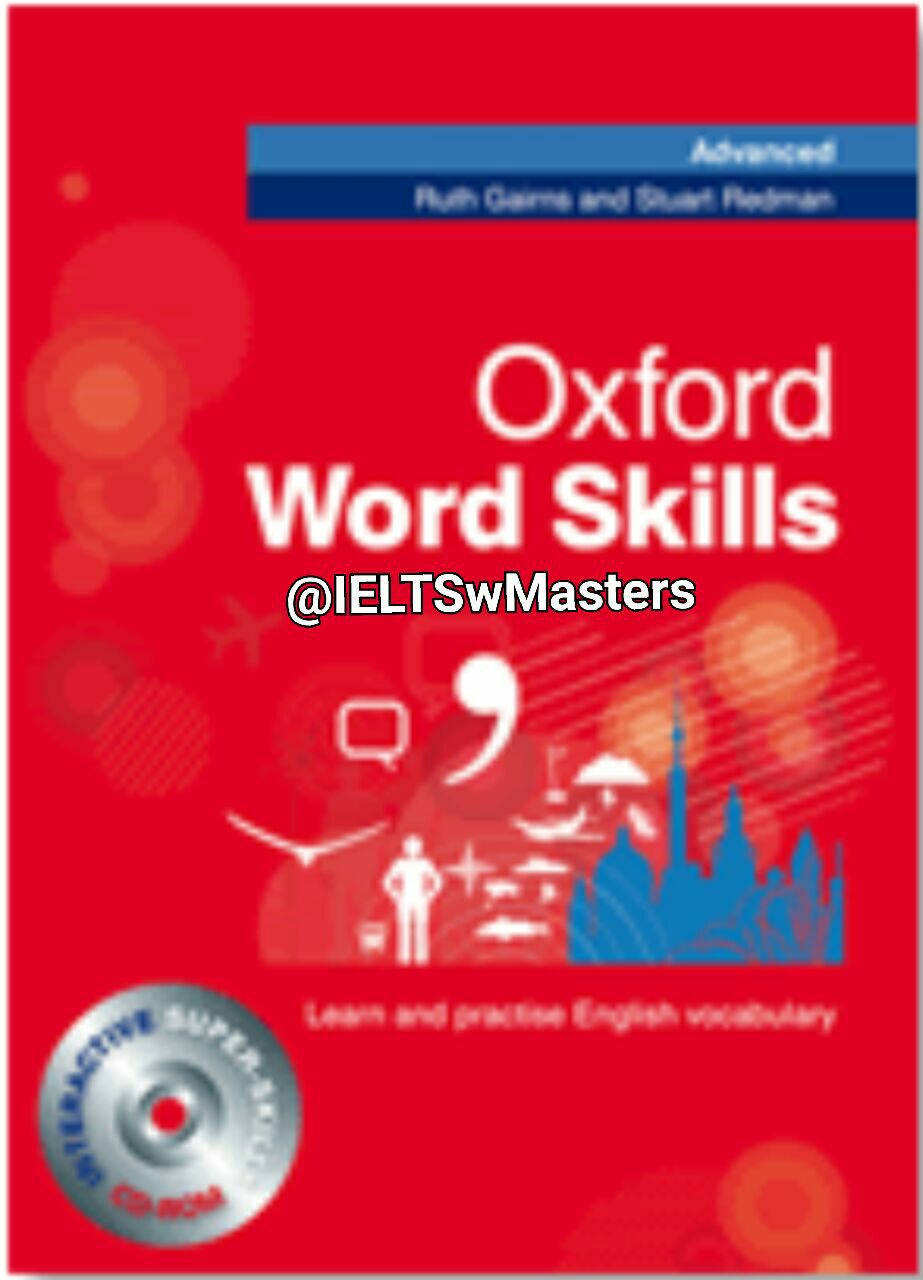 Advanced
Ruth Gairns and Stuart Redman
Oxford
Word Skills
@IELTSwMasters
Learn and practise English vocabulary
INTERACTIVE SUPER-SKILLS
CD-ROM